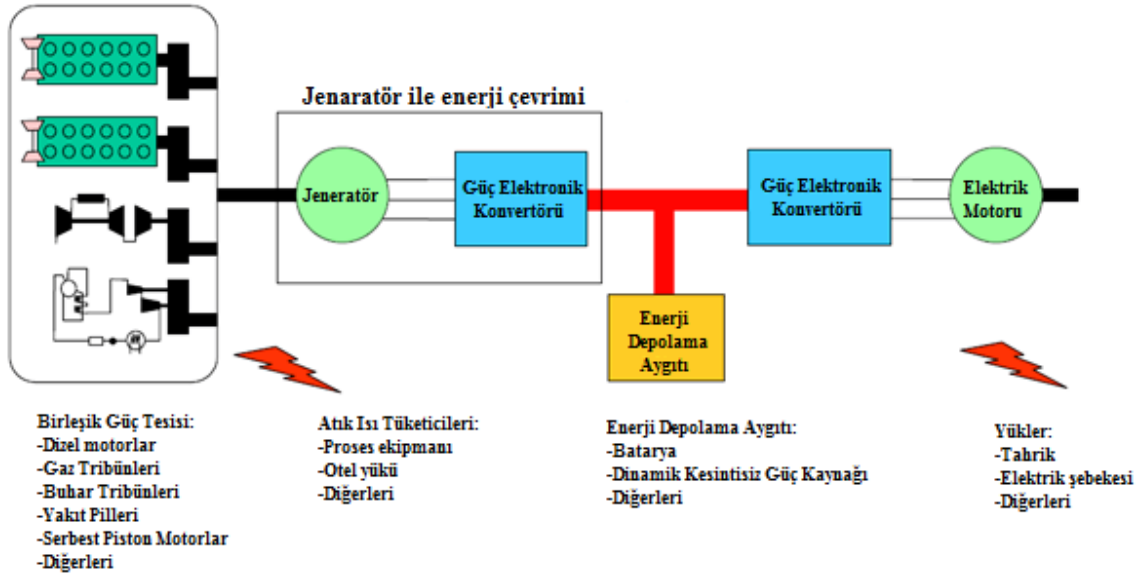 Jenaratör ile enerji çevrimi
Jeneratör
Güç Elektronik
Konvertörü
Güç Elektronik
Konvertörü
Elektrik
Motoru
Enerji
Depolama
Aygıtı
Birleşik Güç Tesisi:
-Dizel motorlar
-Gaz Tribünleri
-Buhar Tribünleri
-Yakıt Pilleri
-Serbest Piston Motorlar
-Diğerleri
Atık Isı Tüketicileri:
-Proses ekipmanı
-Otel yükü
-Diğerleri
Enerji Depolama Aygıtı:
-Batarya
-Dinamik Kesintisiz Güç Kaynağı
-Diğerleri
Yükler:
-Tahrik
-Elektrik şebekesi
-Diğerleri